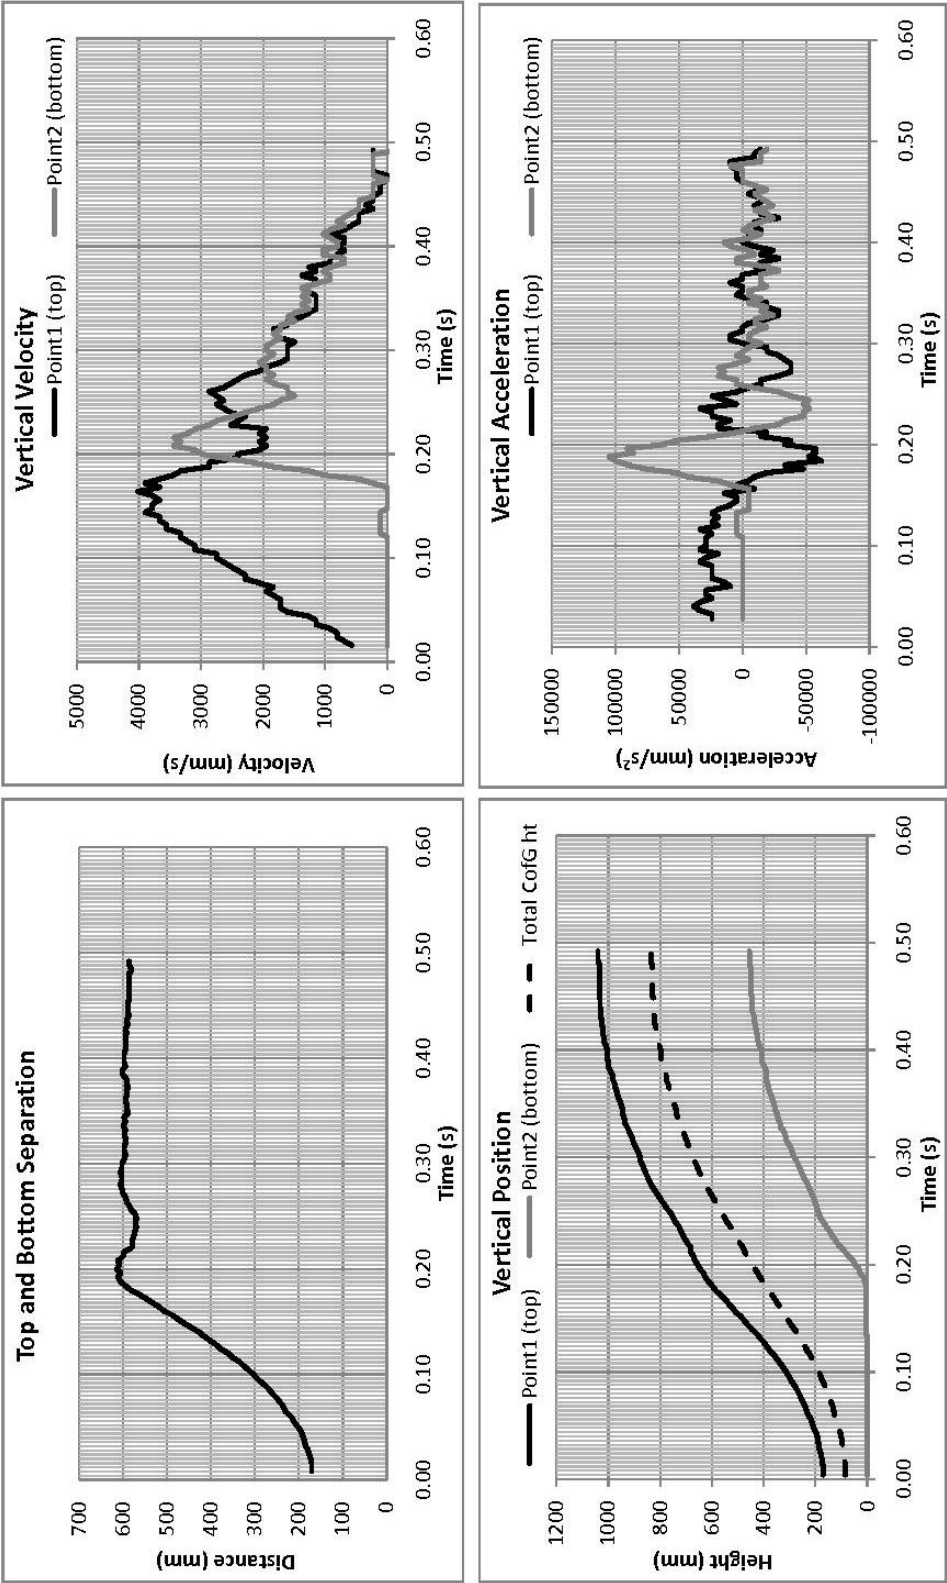 Top and Bottom Separation
Distance (mm)
700
600
500
400
300
200
100
0
0.00 0.10 0.20 0.30 0.40 0.50 0.60
Time (s)
Vertical Velocity
Point1 (top) Point2 (bottom)
Velocity (mm/s)
5000
4000
3000
2000
1000
0
0.00 0.10 0.20 0.30 0.40 0.50 0.60
Time (s)
Vertical Position
Point1 (top) Point2 (bottom) Total CofG ht
Height (mm)
1200
1000
800
600
400
200
0
0.00 0.10 0.20 0.30 0.40 0.50 0.60
Time (s)
Vertical Acceleration
Point1 (top) Point2 (bottom)
Acceleration (mm/s²)
150000
100000
50000
0
-50000
-100000
0.00 0.10 0.20 0.30 0.40 0.50 0.60
Time (s)